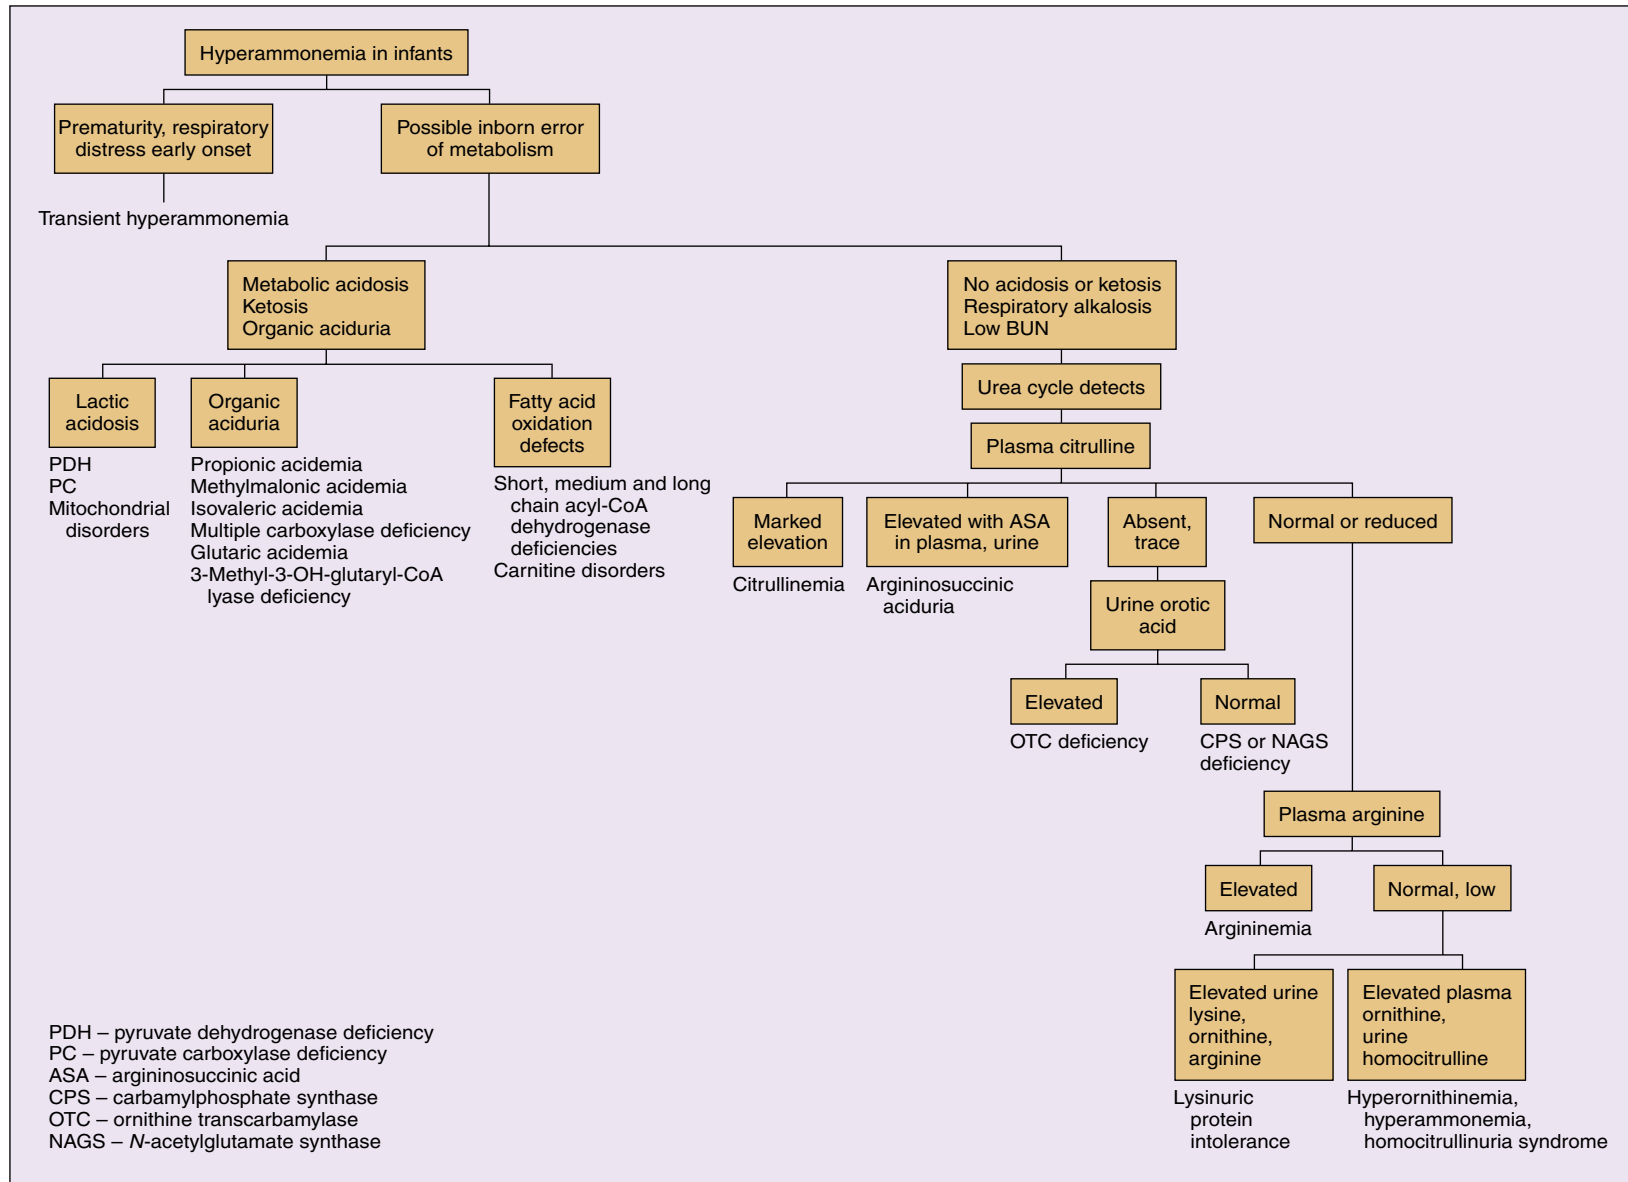 Hyperammonemia in infants
Prematurity, respiratory
distress early onset
Possible inborn error
of metabolism
Transient hyperammonemia
Metabolic acidosis
Ketosis
Organic aciduria
No acidosis or ketosis
Respiratory alkalosis
Low BUN
Lactic
acidosis
PDH
PC
Mitochondrial
disorders
Organic
aciduria
Propionic acidemia
Methylmalonic acidemia
Isovaleric acidemia
Multiple carboxylase deficiency
Glutaric acidemia
3-Methyl-3-OH-glutaryl-CoA
lyase deficiency
Fatty acid
oxidation
defects
Short, medium and long
chain acyl-CoA
dehydrogenase
deficiencies
Carnitine disorders
Urea cycle detects
Plasma citrulline
Marked
elevation
Citrullinemia
Elevated with ASA
in plasma, urine
Argininosuccinic
aciduria
Absent,
trace
Urine orotic
acid
Elevated
OTC deficiency
Normal
CPS or NAGS
deficiency
Normal or reduced
Plasma arginine
Elevated
Argininemia
Normal, low
Elevated urine
lysine,
ornithine,
arginine
Lysinuric
protein
intolerance
Elevated plasma
ornithine,
urine
homocitrulline
Hyperornithinemia,
hyperammonemia,
homocitrullinuria syndrome
PDH – pyruvate dehydrogenase deficiency
PC – pyruvate carboxylase deficiency
ASA – argininosuccinic acid
CPS – carbamylphosphate synthase
OTC – ornithine transcarbamylase
NAGS – N-acetylglutamate synthase